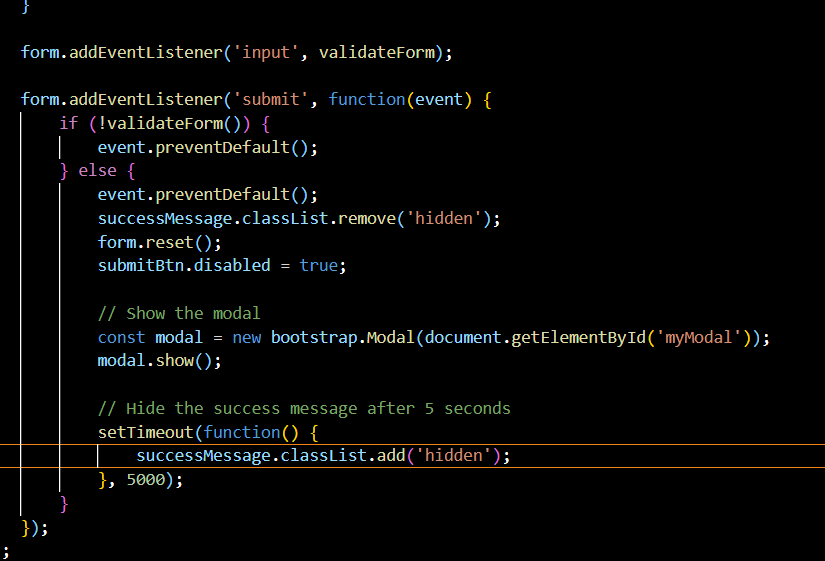 }
form.addEventListener('input', validateForm);
form.addEventListener('submit', function(event) {
if (!validateForm()) {
event.preventDefault();
} else {
event.preventDefault();
successMessage.classList.remove('hidden');
form.reset();
submitBtn.disabled = true;
// Show the modal
const modal = new bootstrap.Modal(document.getElementById('myModal'));
modal.show();
// Hide the success message after 5 seconds
setTimeout(function() {
successMessage.classList.add('hidden');
}, 5000);
}
});
;